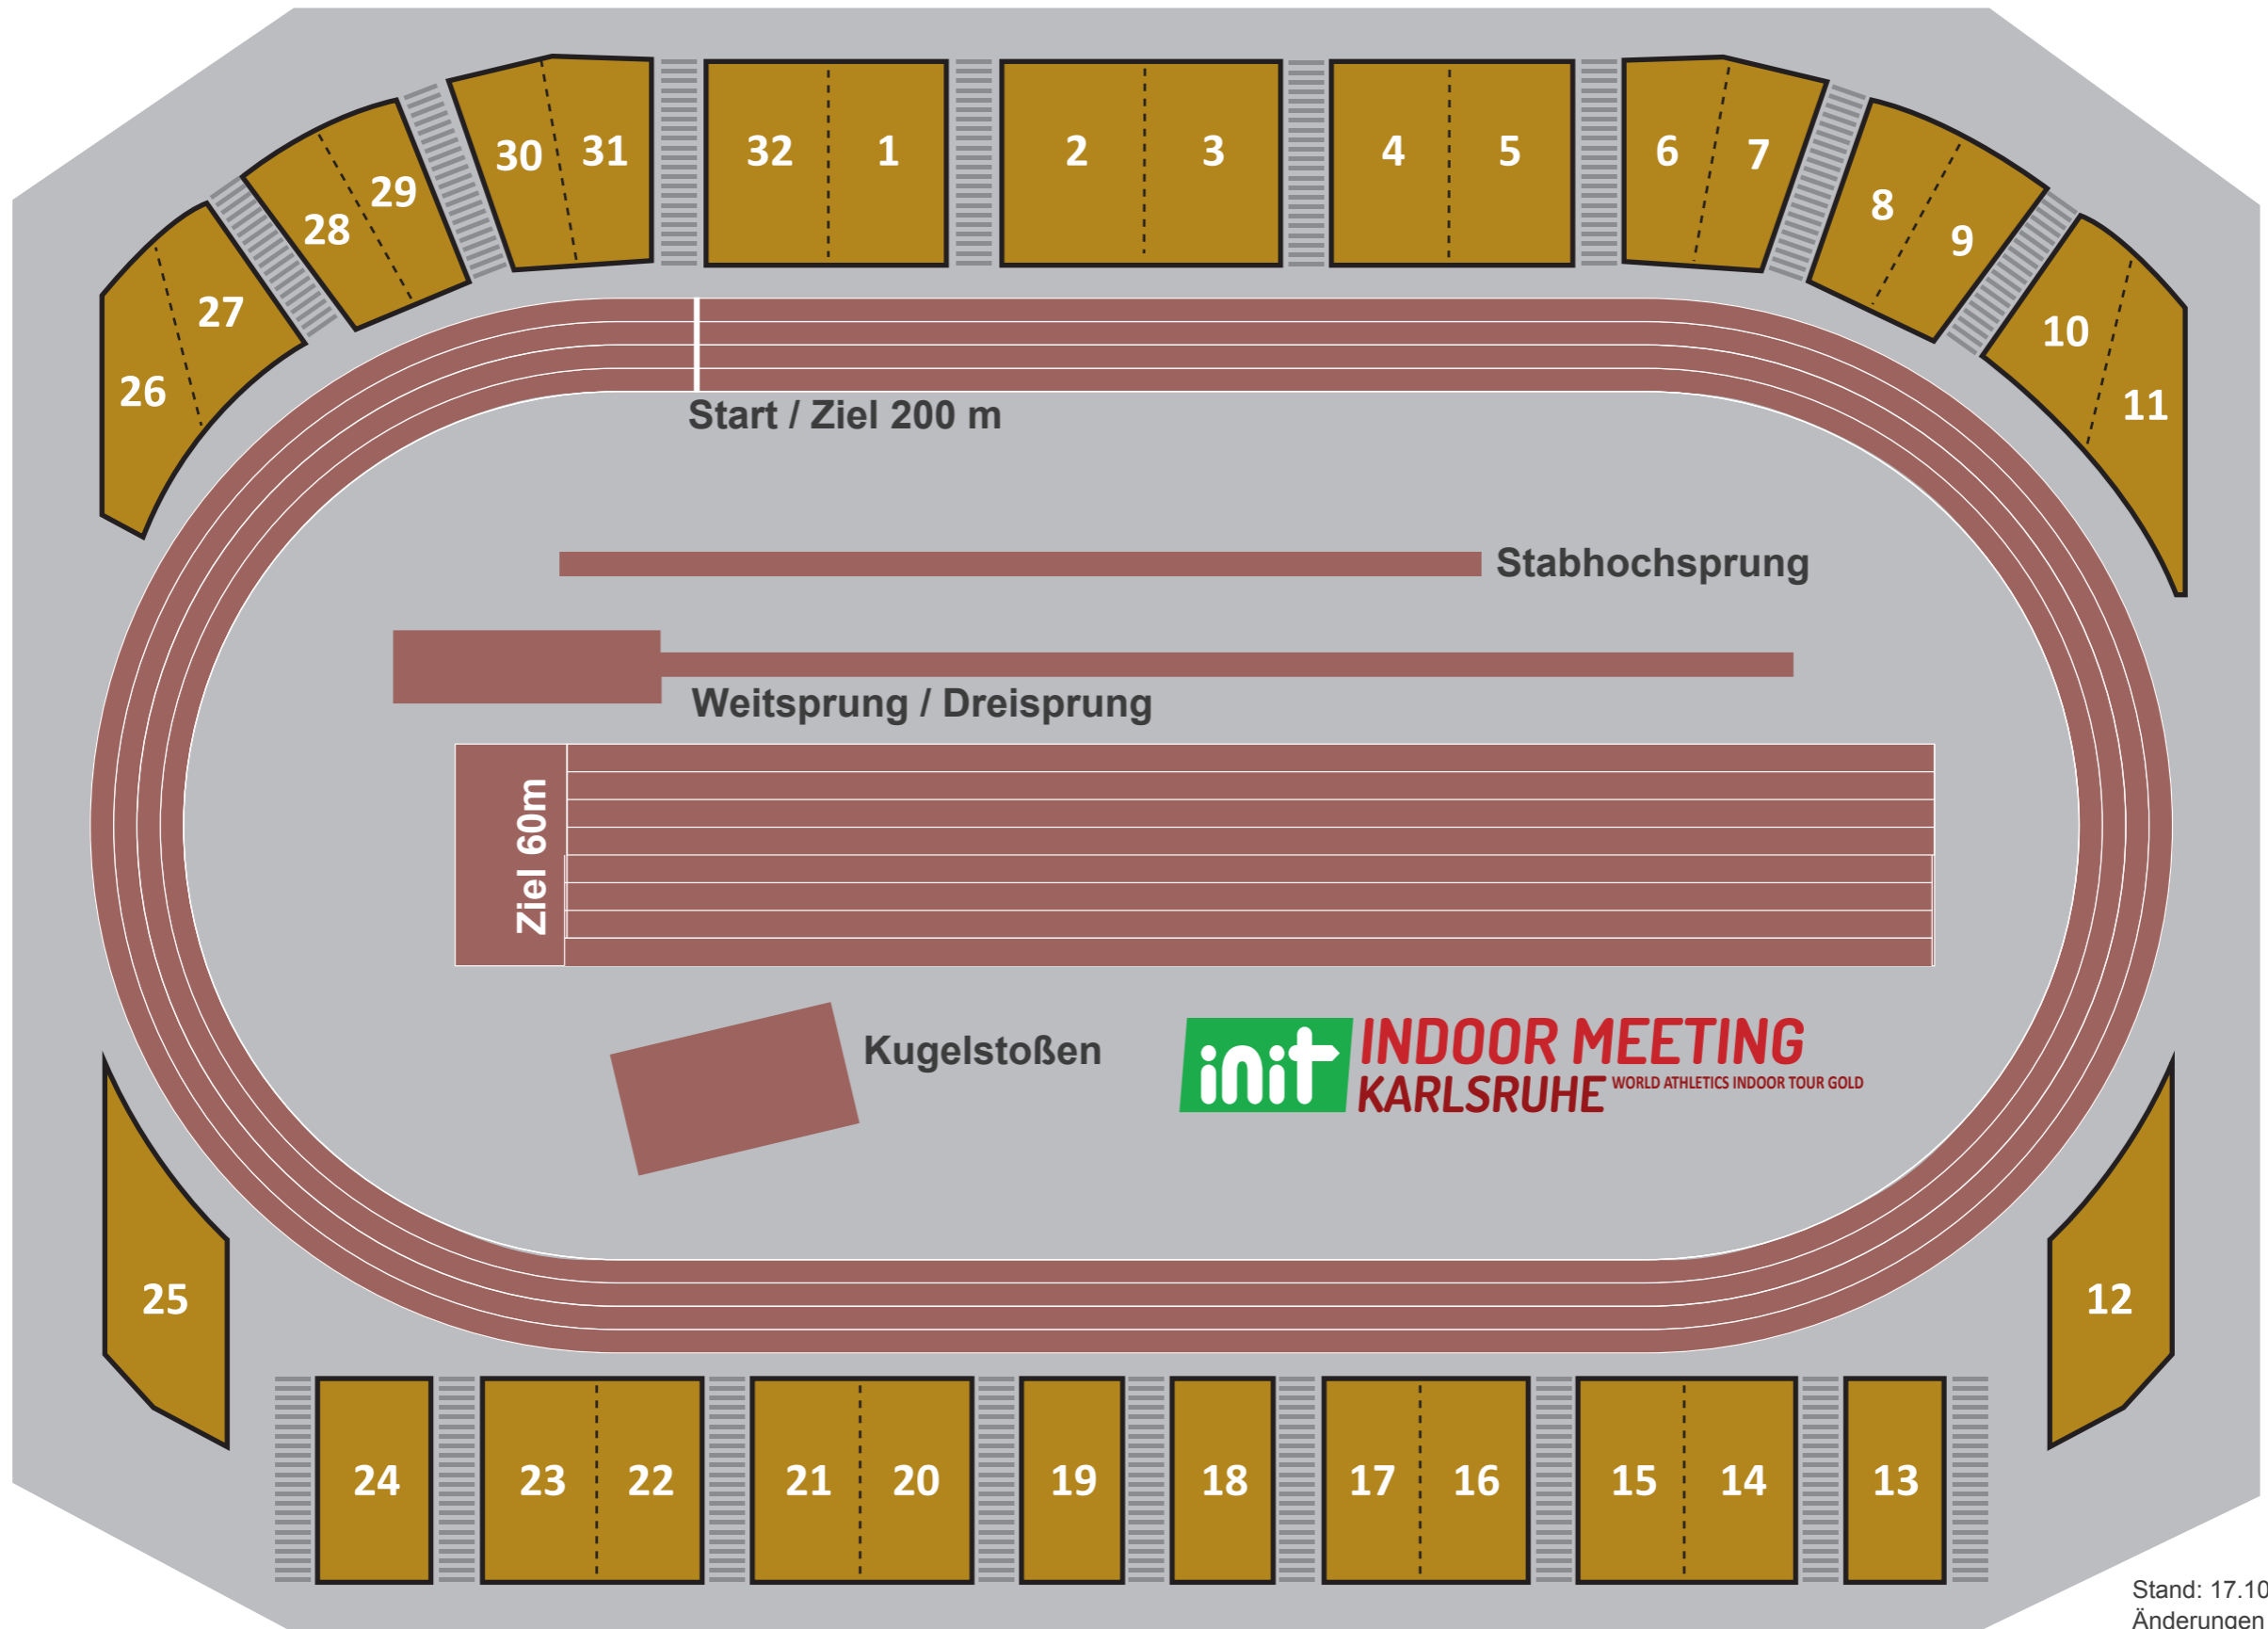 30 31 32 1 2 3 4 5 6 7
28 29 8 9
27 10
26 11
Start / Ziel 200 m
Stabhochsprung
Weitsprung / Dreisprung
Ziel 60m
Kugelstoßen
init INDOOR MEETING
KARLSRUHE WORLD ATHLETICS INDOOR TOUR GOLD
25 12
24 23 22 21 20 19 18 17 16 15 14 13
Stand: 17.10
Änderungen